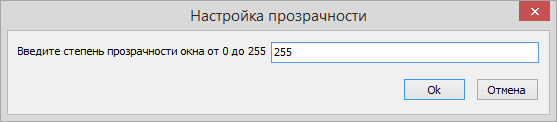 Настройка прозрачности
Введите степень прозрачности окна от 0 до 255 255
Ok Отмена